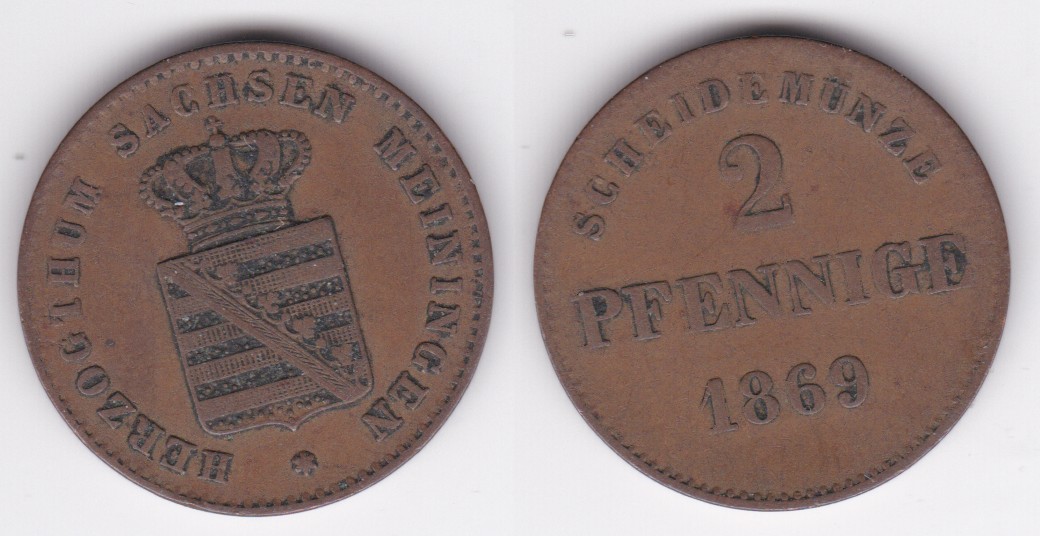 HERZOGTHUM SACHSEN MEININGEN *
SCHEIDEMÜNZE
2
PFENNIGE
1869